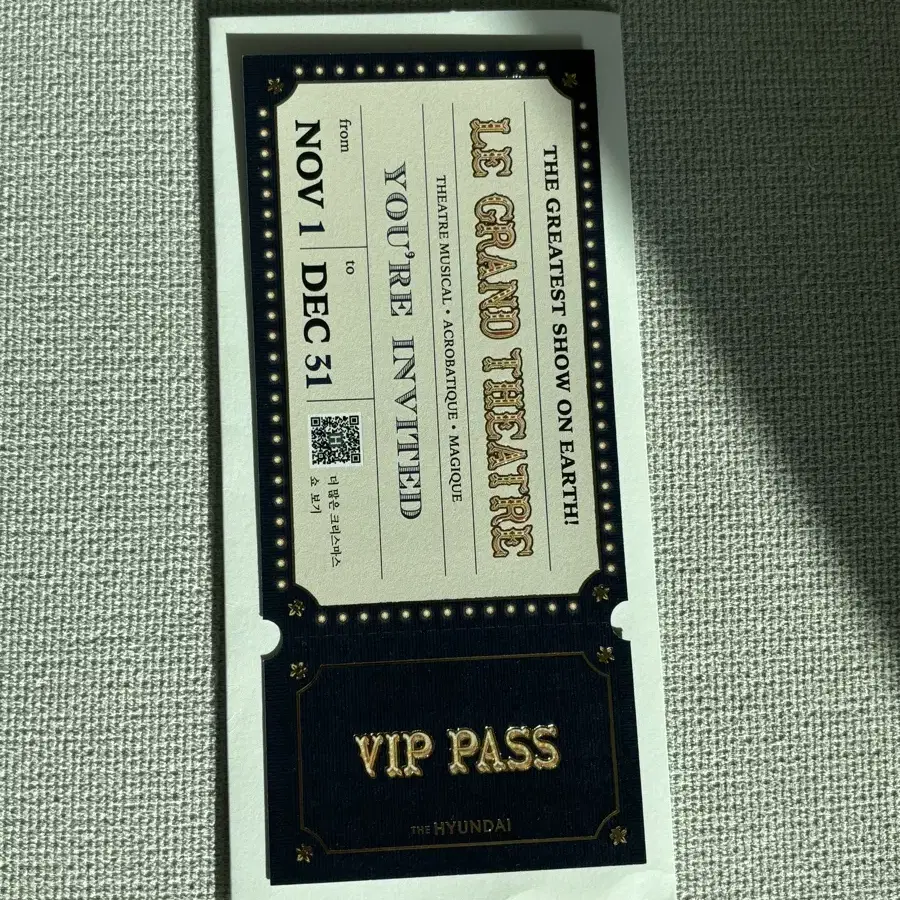 THE GREATEST SHOW ON EARTH!
LE GRAND THEATRE
THEATRE MUSICAL • ACROBATIQUE • MAGIQUE
YOU'RE INVITED
from
NOV 1
to
DEC 31
더 많은 크리스마스
쇼 보기
VIP PASS
THE HYUNDAI